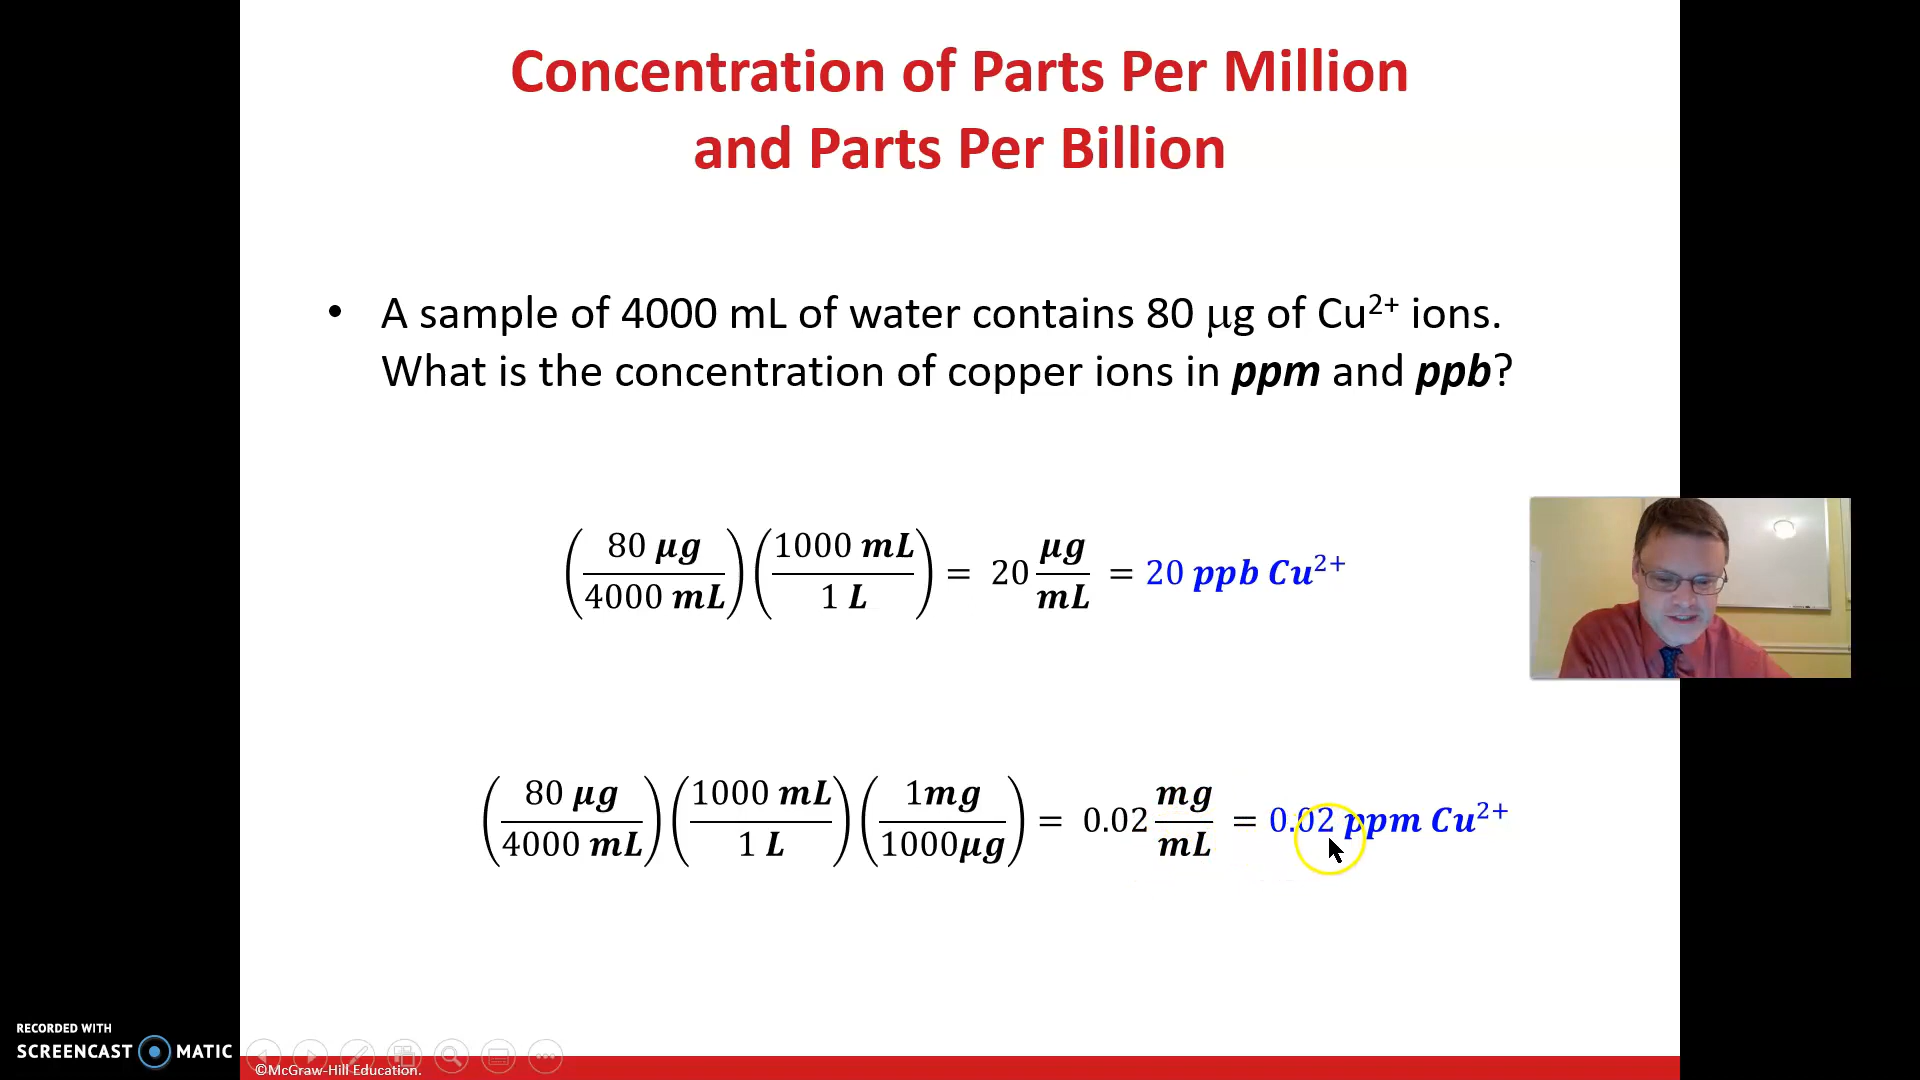 Concentration of Parts Per Million
and Parts Per Billion
• A sample of 4000 mL of water contains 80 μg of Cu²⁺ ions.
What is the concentration of copper ions in ppm and ppb?
(80 μg / 4000 mL)(1000 mL / 1 L) = 20 μg/mL = 20 ppb Cu²⁺
(80 μg / 4000 mL)(1000 mL / 1 L)(1mg / 1000μg) = 0.02 mg/mL = 0.02 ppm Cu²⁺
RECORDED WITH
SCREENCAST MATIC
©McGraw-Hill Education.